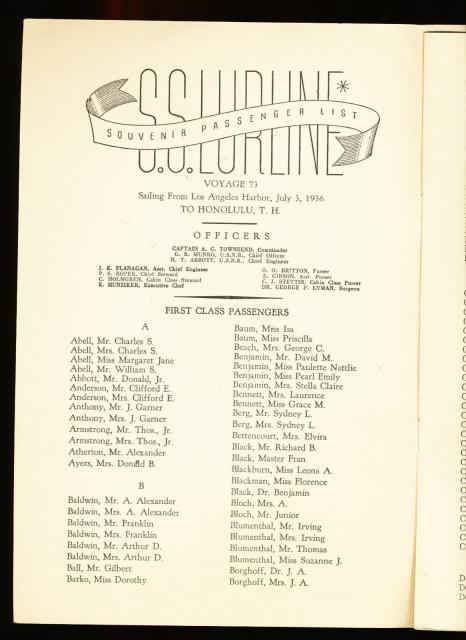 S.S. LURLINE*
SOUVENIR PASSENGER LIST
VOYAGE 73
Sailing From Los Angeles Harbor, July 3, 1936
TO HONOLULU, T. H.
OFFICERS
CAPTAIN A. G. TOWNSEND, Commander
G. R. MUNRO, U.S.N.R., Chief Officer
H. T. ABBOTT, U.S.N.R., Chief Engineer
J. E. FLANAGAN, Asst. Chief Engineer
P. S. ROPER, Chief Steward
C. HOLMGREN, Cabin Class Steward
E. HUNZIKER, Executive Chef
O. O. BRITTON, Purser
E. GIBSON, Asst Purser
C. J. STETTIN, Cabin Class Purser
DR. GEORGE P. LYMAN, Surgeon
FIRST CLASS PASSENGERS
A
Abell, Mr. Charles S.
Abell, Mrs. Charles S.
Abell, Miss Margaret Jane
Abell, Mr. William S.
Abbott, Mr. Donald, Jr.
Anderson, Mr. Clifford E.
Anderson, Mrs. Clifford E.
Anthony, Mr. J. Garner
Anthony, Mrs. J. Garner
Armstrong, Mr. Thos., Jr.
Armstrong, Mrs. Thos., Jr.
Atherton, Mr. Alexander
Ayers, Mrs. Donald B.
B
Baldwin, Mr. A. Alexander
Baldwin, Mrs. A. Alexander
Baldwin, Mr. Franklin
Baldwin, Mrs. Franklin
Baldwin, Mr. Arthur D.
Baldwin, Mrs. Arthur D.
Ball, Mr. Gilbert
Barko, Miss Dorothy
Baum, Miss Isa
Baum, Miss Priscilla
Beach, Mrs. George C.
Benjamin, Mr. David M.
Benjamin, Miss Paulette Nattlie
Benjamin, Miss Pearl Emily
Benjamin, Mrs. Stella Claire
Bennett, Mrs. Laurence
Bennett, Miss Grace M.
Berg, Mr. Sydney L.
Berg, Mrs. Sydney L.
Bettencourt, Mrs. Elvira
Black, Mr. Richard B.
Black, Master Fran
Blackburn, Miss Leona A.
Blackman, Miss Florence
Black, Dr. Benjamin
Bloch, Mrs. A.
Bloch, Mr. Junior
Blumenthal, Mr. Irving
Blumenthal, Mrs. Irving
Blumenthal, Mr. Thomas
Blumenthal, Miss Suzanne J.
Borghoff, Dr. J. A.
Borghoff, Mrs. J. A.